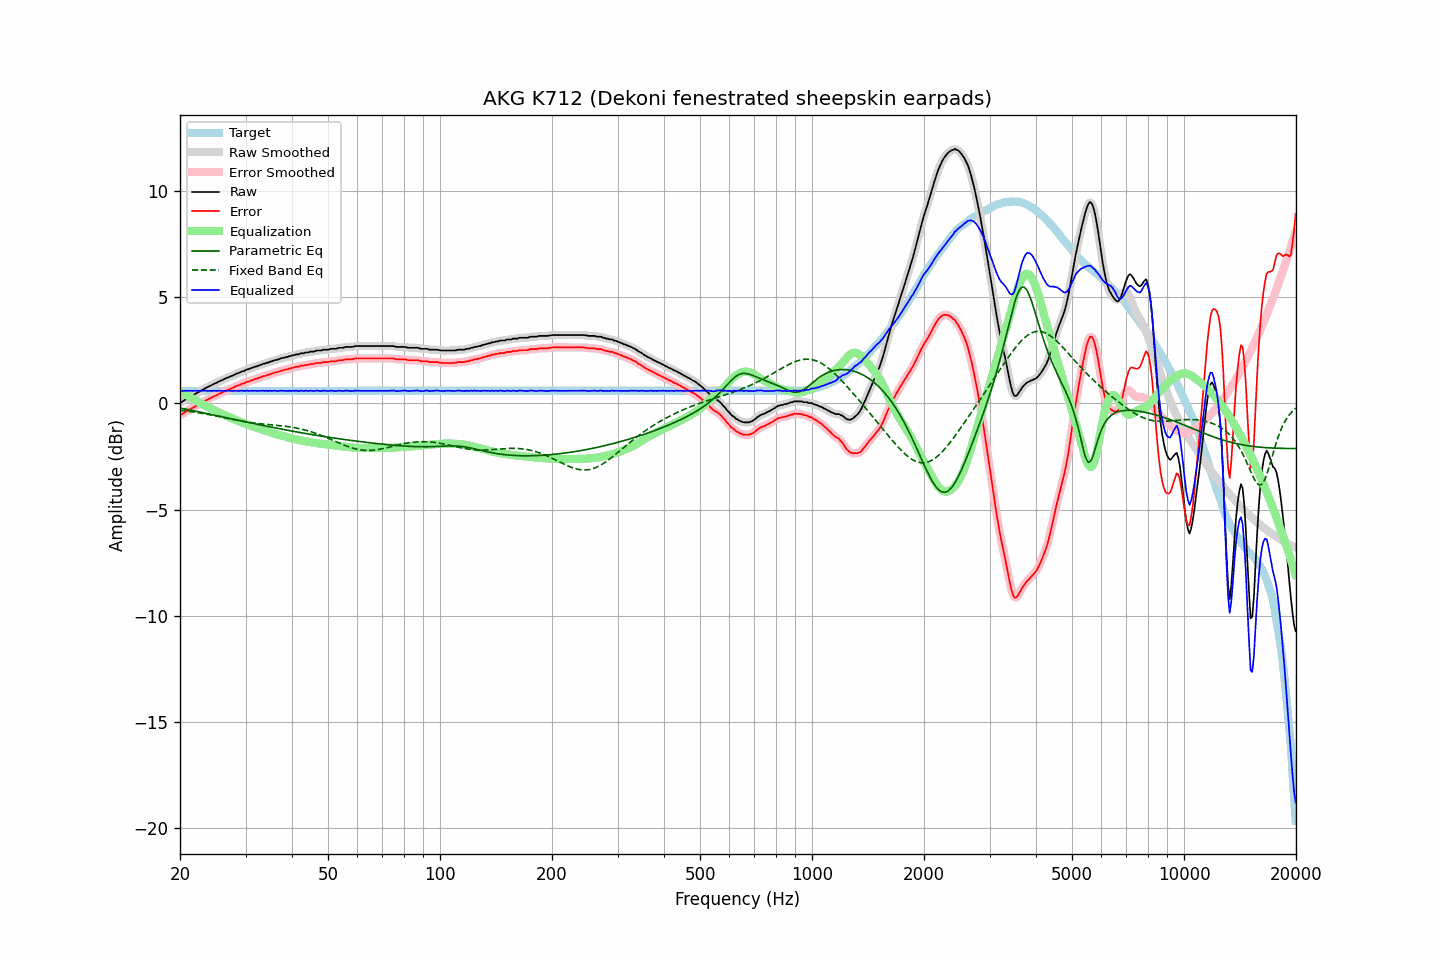 AKG K712 (Dekoni fenestrated sheepskin earpads)
Target
Raw Smoothed
Error Smoothed
Raw
Error
Equalization
Parametric Eq
Fixed Band Eq
Equalized
10
5
0
−5
−10
−15
−20
Amplitude (dBr)
20 50 100 200 500 1000 2000 5000 10000 20000
Frequency (Hz)